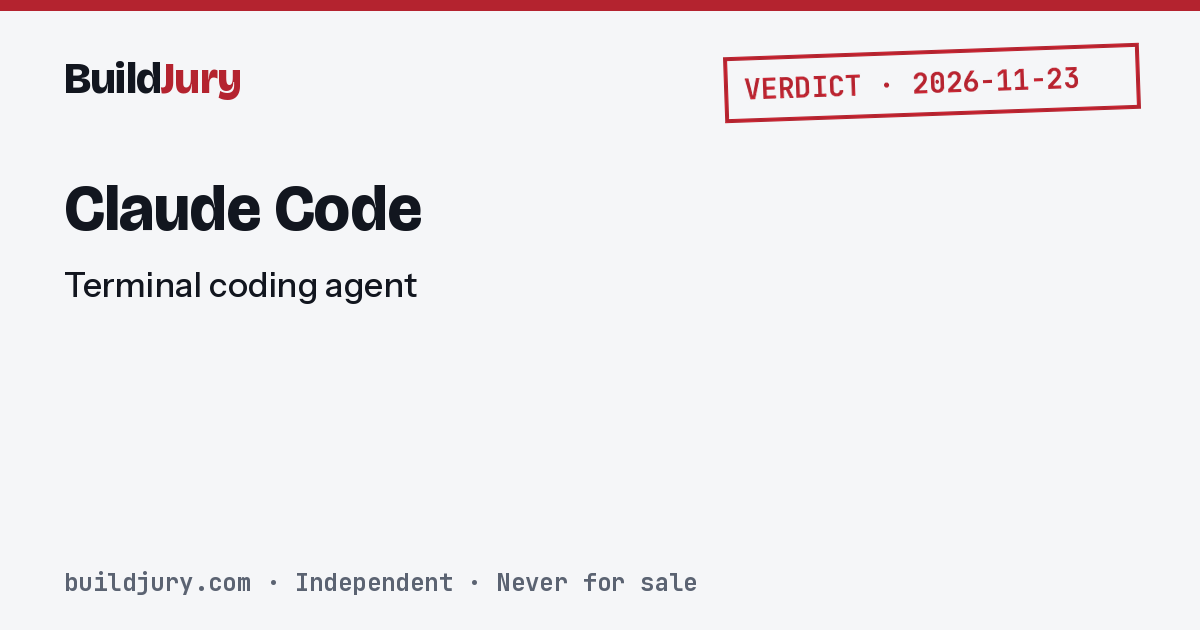 BuildJury
VERDICT · 2026-11-23
Claude Code
Terminal coding agent
buildjury.com · Independent · Never for sale